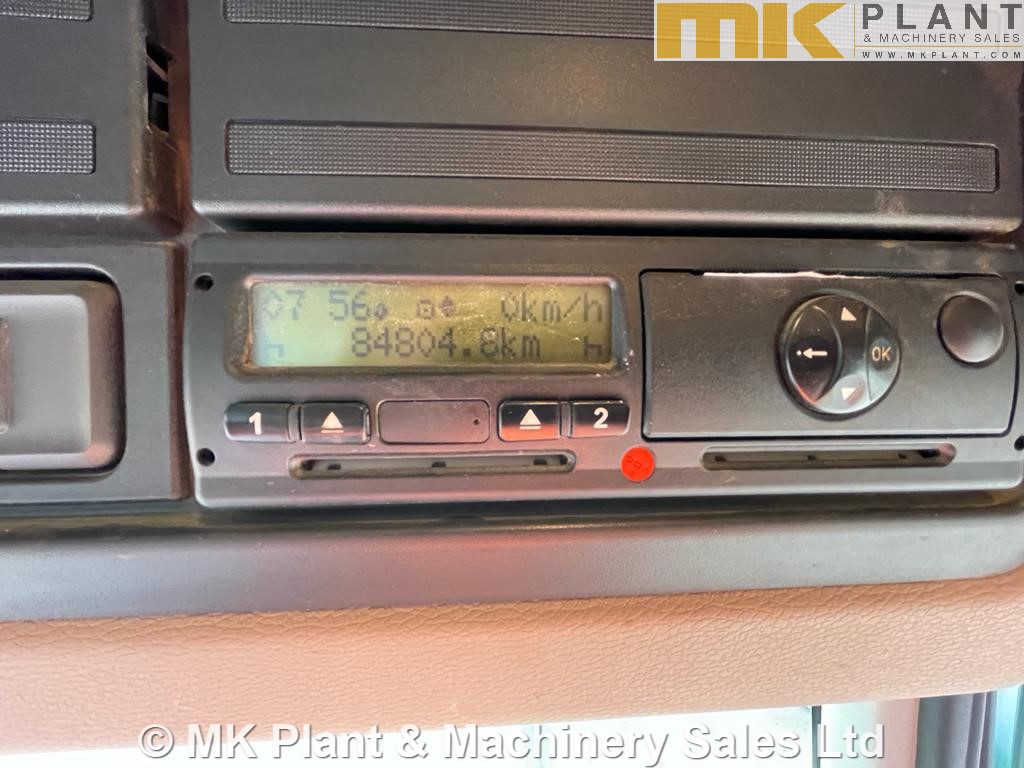 MK PLANT
& MACHINERY SALES
WWW.MKPLANT.COM
07 56 0km/h
84804.8km
1 2
OK
© MK Plant & Machinery Sales Ltd